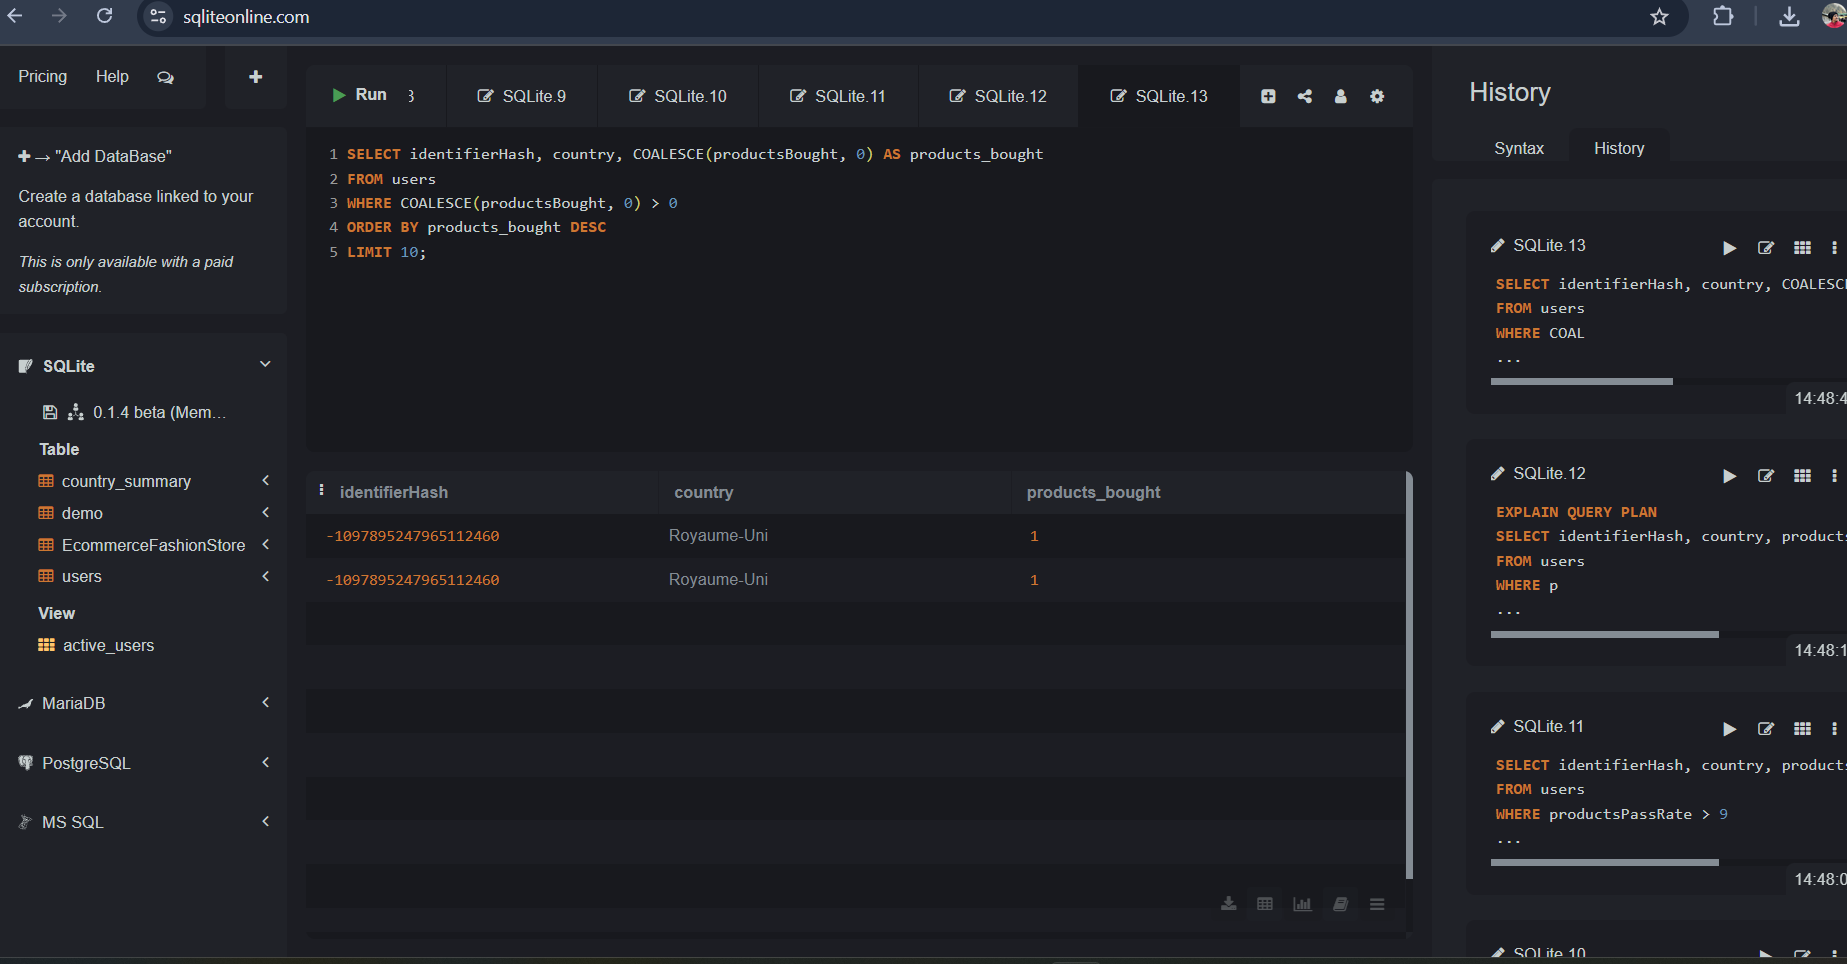 sqliteonline.com
Pricing Help
Run 3 SQLite.9 SQLite.10 SQLite.11 SQLite.12 SQLite.13
"Add DataBase"
Create a database linked to your
account.
This is only available with a paid
subscription.
SQLite
0.1.4 beta (Mem...
Table
country_summary
demo
EcommerceFashionStore
users
View
active_users
MariaDB
PostgreSQL
MS SQL
1 SELECT identifierHash, country, COALESCE(productsBought, 0) AS products_bought
2 FROM users
3 WHERE COALESCE(productsBought, 0) > 0
4 ORDER BY products_bought DESC
5 LIMIT 10;
identifierHash country products_bought
-1097895247965112460 Royaume-Uni 1
-1097895247965112460 Royaume-Uni 1
History
Syntax History
SQLite.13
SELECT identifierHash, country, COALESCE
FROM users
WHERE COAL
...
14:48:4
SQLite.12
EXPLAIN QUERY PLAN
SELECT identifierHash, country, products
FROM users
WHERE p
...
14:48:1
SQLite.11
SELECT identifierHash, country, products
FROM users
WHERE productsPassRate > 9
...
14:48:0
SQLite.10